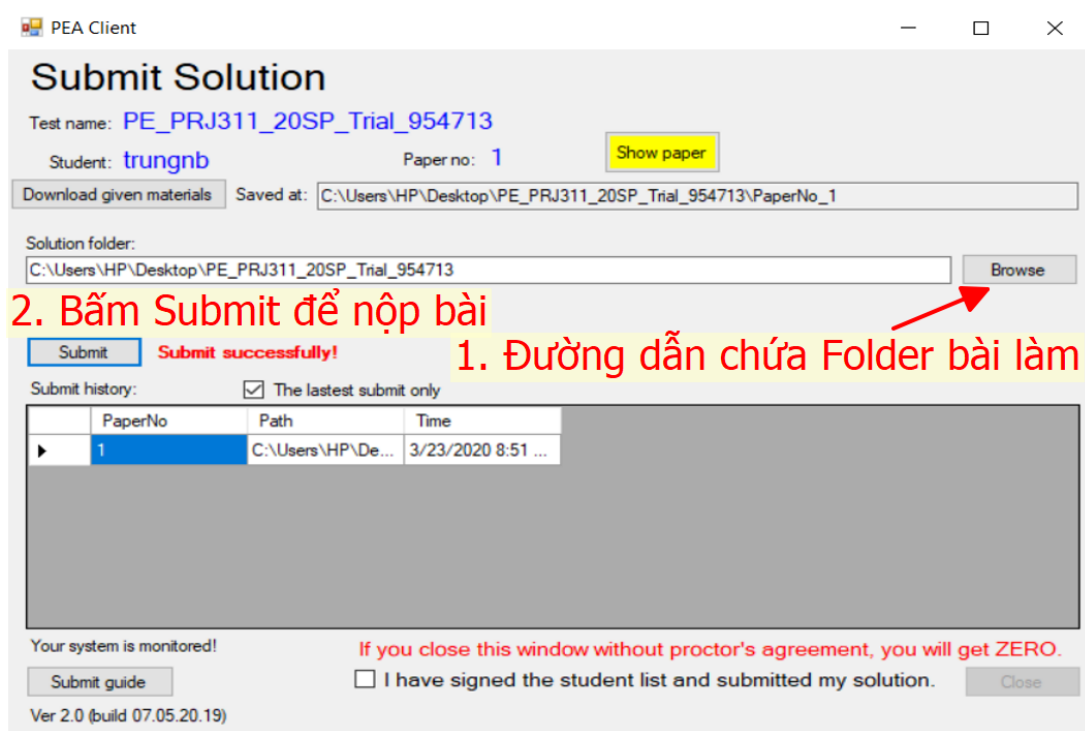 PEA Client
Submit Solution
Test name: PE_PRJ311_20SP_Trial_954713
Student: trungnb Paper no: 1 Show paper
Download given materials Saved at: C:\Users\HP\Desktop\PE_PRJ311_20SP_Trial_954713\PaperNo_1
Solution folder:
C:\Users\HP\Desktop\PE_PRJ311_20SP_Trial_954713 Browse
2. Bấm Submit để nộp bài
1. Đường dẫn chứa Folder bài làm
Submit Submit successfully!
Submit history: The lastest submit only
PaperNo Path Time
1 C:\Users\HP\De... 3/23/2020 8:51 ...
Your system is monitored! If you close this window without proctor's agreement, you will get ZERO.
Submit guide I have signed the student list and submitted my solution. Close
Ver 2.0 (build 07.05.20.19)